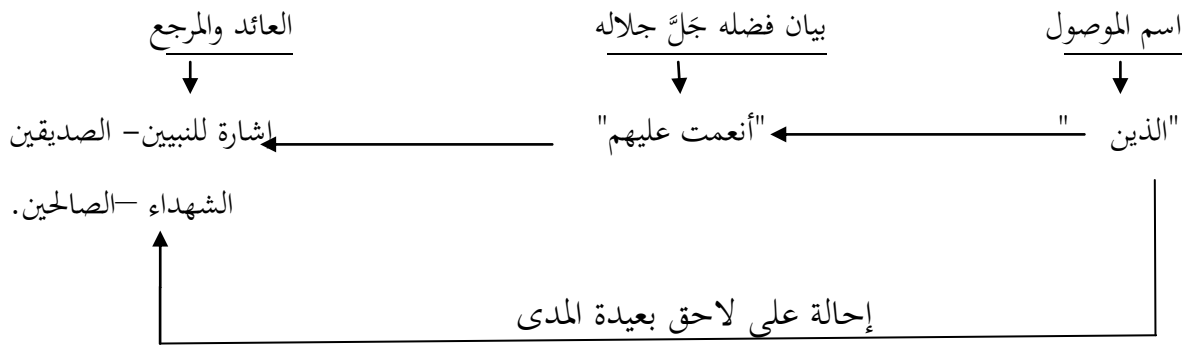 اسم الموصول بيان فضله جَلَّ جلاله العائد والمرجع
"الذين " "أنعمت عليهم" إشارة للنبيين– الصديقين
الشهداء –الصالحين.
إحالة على لاحق بعيدة المدى